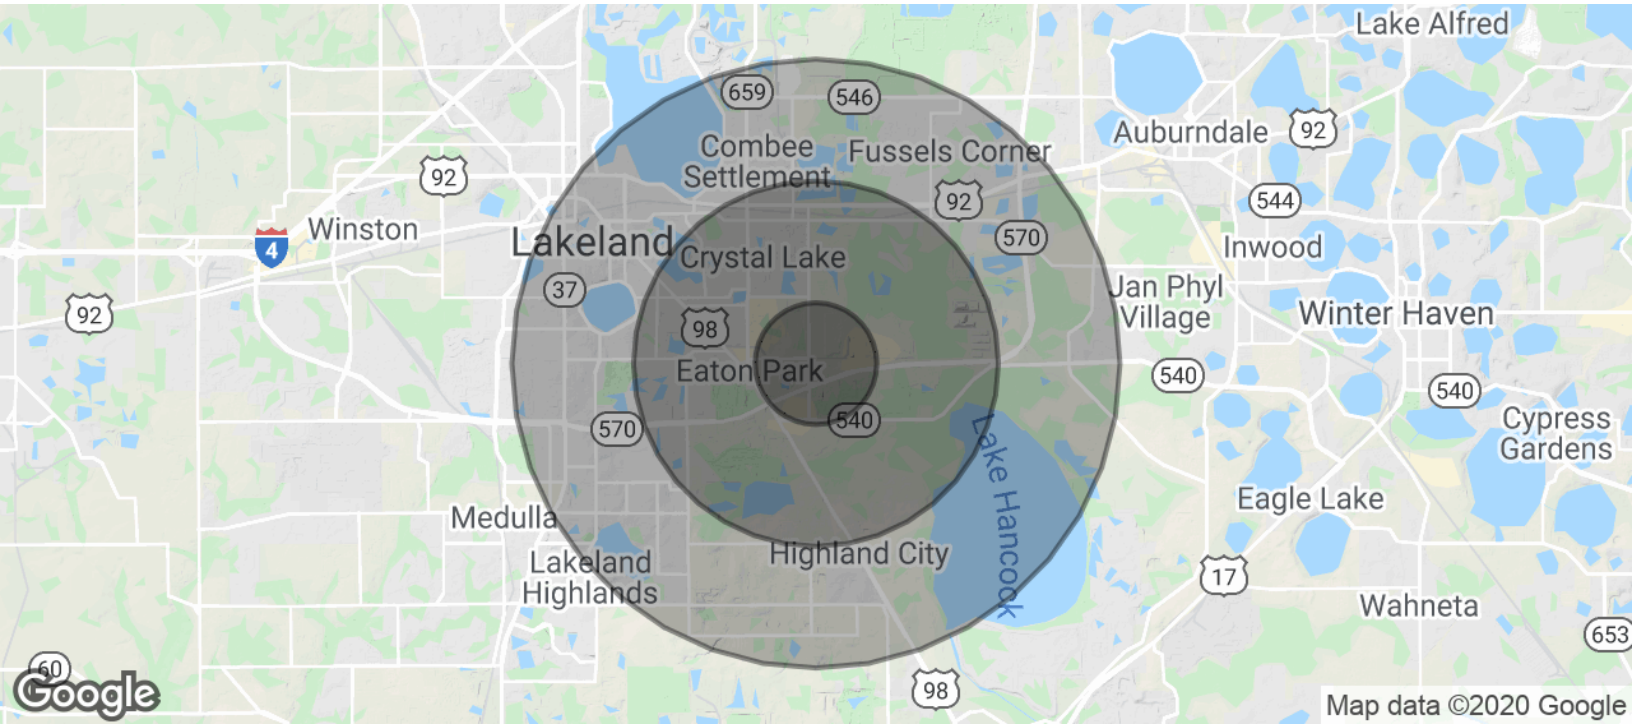 Lake Alfred
659
546
92
Auburndale
Combee
Settlement
Fussels Corner
92
92
544
Winston
4
Lakeland
Crystal Lake
570
Inwood
37
Jan Phyl
Village
92
98
Winter Haven
Eaton Park
540
540
540
570
Cypress
Gardens
Lake Hancook
Eagle Lake
Medulla
Highland City
Lakeland
Highlands
17
Wahneta
653
60
98
Google
Map data ©2020 Google